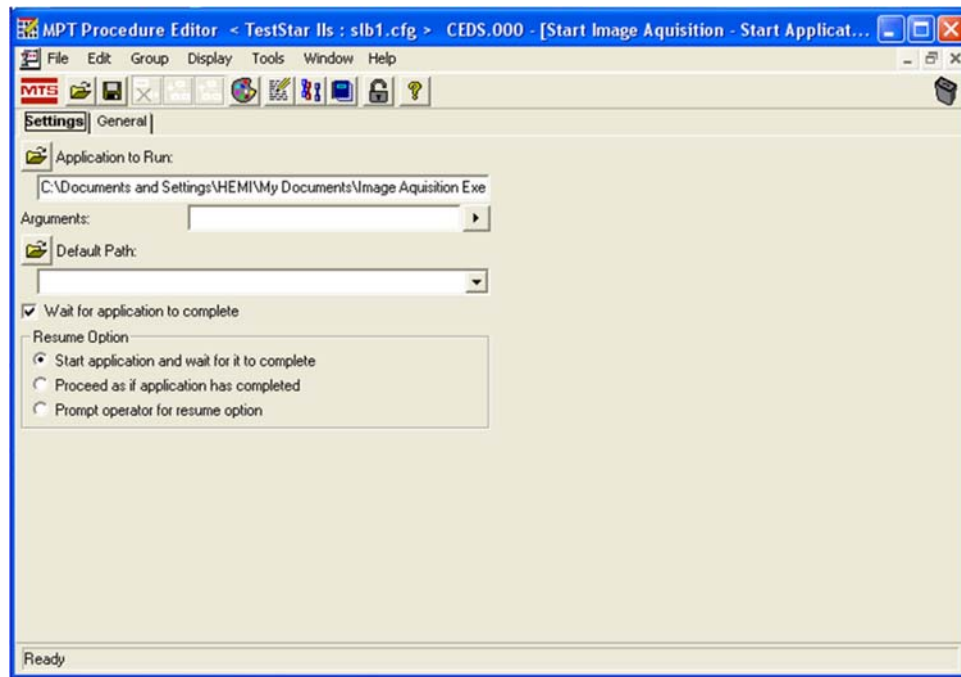 MPT Procedure Editor < TestStar IIs : slb1.cfg > CEDS.000 - [Start Image Aquisition - Start Applicat...
File Edit Group Display Tools Window Help
MTS
Settings General
Application to Run:
C:\Documents and Settings\HEMI\My Documents\Image Aquisition Exe
Arguments:
Default Path:
Wait for application to complete
Resume Option
Start application and wait for it to complete
Proceed as if application has completed
Prompt operator for resume option
Ready